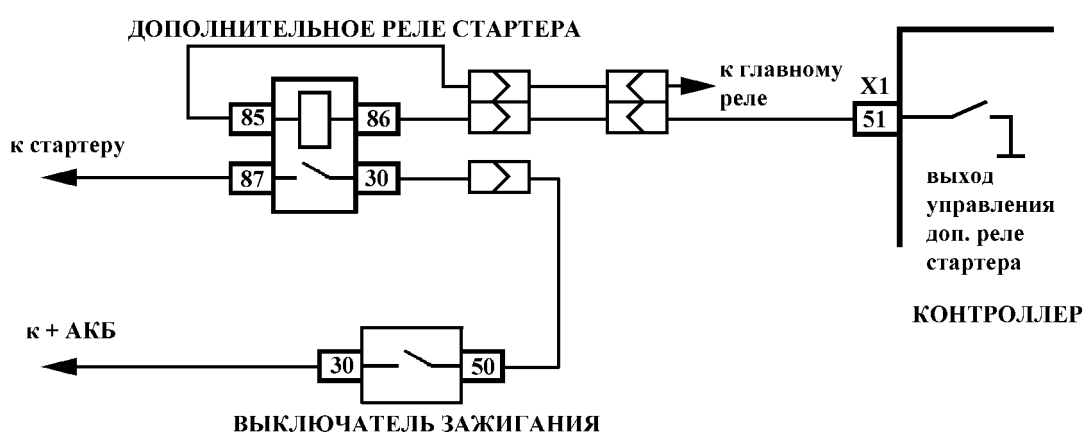 ДОПОЛНИТЕЛЬНОЕ РЕЛЕ СТАРТЕРА
к главному
реле
X1
85
86
51
к стартеру
87
30
выход
управления
доп. реле
стартера
КОНТРОЛЛЕР
к + АКБ
30
50
ВЫКЛЮЧАТЕЛЬ ЗАЖИГАНИЯ